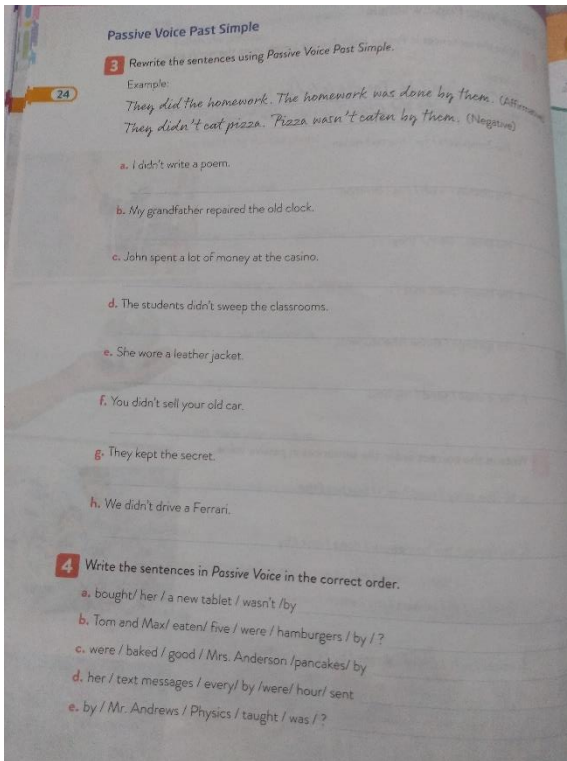 Passive Voice Past Simple
3 Rewrite the sentences using Passive Voice Past Simple.
24
Example:
They did the homework. The homework was done by them.
They didn't eat pizza. Pizza wasn't eaten by them. (Negative)
a. I didn't write a poem.
b. My grandfather repaired the old clock.
c. John spent a lot of money at the casino.
d. The students didn't sweep the classrooms.
e. She wore a leather jacket.
f. You didn't sell your old car.
g. They kept the secret.
h. We didn't drive a Ferrari.
4 Write the sentences in Passive Voice in the correct order.
a. bought/ her / a new tablet / wasn't /by
b. Tom and Max/ eaten/ five / were / hamburgers / by / ?
c. were / baked / good / Mrs. Anderson /pancakes/ by
d. her / text messages / every/ by /were/ hour/ sent
e. by / Mr. Andrews / Physics / taught / was / ?